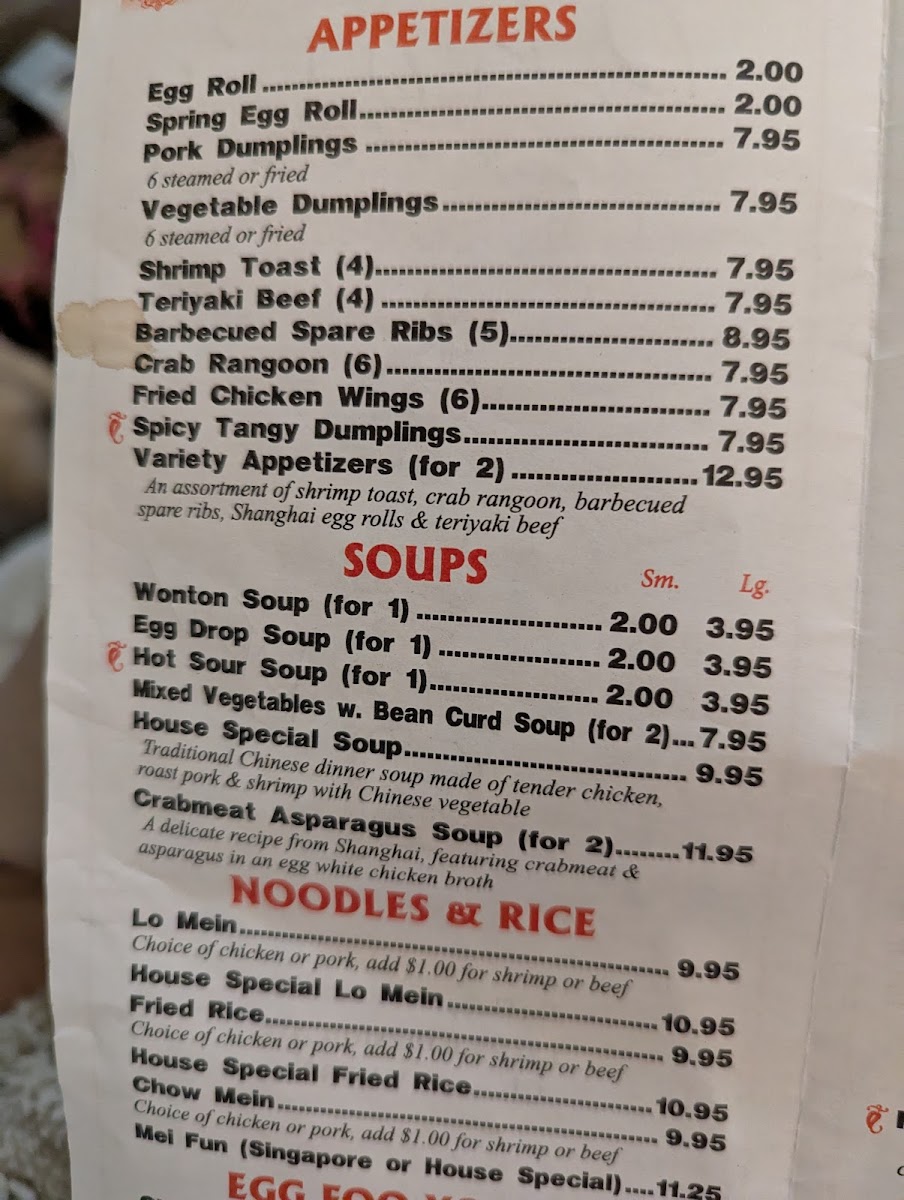 APPETIZERS
Egg Roll ........ 2.00
Spring Egg Roll ........ 2.00
Pork Dumplings ........ 7.95
6 steamed or fried
Vegetable Dumplings ........ 7.95
6 steamed or fried
Shrimp Toast (4) ........ 7.95
Teriyaki Beef (4) ........ 7.95
Barbecued Spare Ribs (5) ........ 8.95
Crab Rangoon (6) ........ 7.95
Fried Chicken Wings (6) ........ 7.95
Spicy Tangy Dumplings ........ 7.95
Variety Appetizers (for 2) ........ 12.95
An assortment of shrimp toast, crab rangoon, barbecued
spare ribs, Shanghai egg rolls & teriyaki beef
SOUPS Sm. Lg.
Wonton Soup (for 1) ........ 2.00 3.95
Egg Drop Soup (for 1) ........ 2.00 3.95
Hot Sour Soup (for 1) ........ 2.00 3.95
Mixed Vegetables w. Bean Curd Soup (for 2)...7.95
House Special Soup ........ 9.95
Traditional Chinese dinner soup made of tender chicken,
roast pork & shrimp with Chinese vegetable
Crabmeat Asparagus Soup (for 2) ........ 11.95
A delicate recipe from Shanghai, featuring crabmeat &
asparagus in an egg white chicken broth
NOODLES & RICE
Lo Mein ........ 9.95
Choice of chicken or pork, add $1.00 for shrimp or beef
House Special Lo Mein ........ 10.95
Fried Rice ........ 9.95
Choice of chicken or pork, add $1.00 for shrimp or beef
House Special Fried Rice ........ 10.95
Chow Mein ........ 9.95
Choice of chicken or pork, add $1.00 for shrimp or beef
Mei Fun (Singapore or House Special)....11.25
EGG FOO